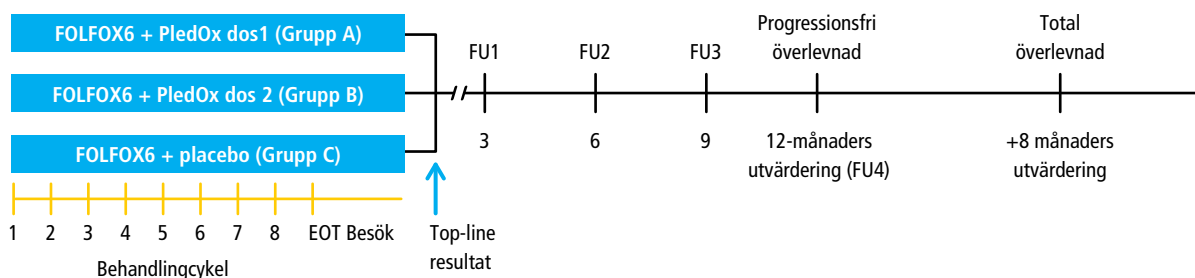 FOLFOX6 + PledOx dos1 (Grupp A)
FOLFOX6 + PledOx dos 2 (Grupp B)
FOLFOX6 + placebo (Grupp C)
1 2 3 4 5 6 7 8 EOT Besök
Behandlingcykel
Top-line
resultat
FU1
3
FU2
6
FU3
9
Progressionsfri
överlevnad
12-månaders
utvärdering (FU4)
Total
överlevnad
+8 månaders
utvärdering